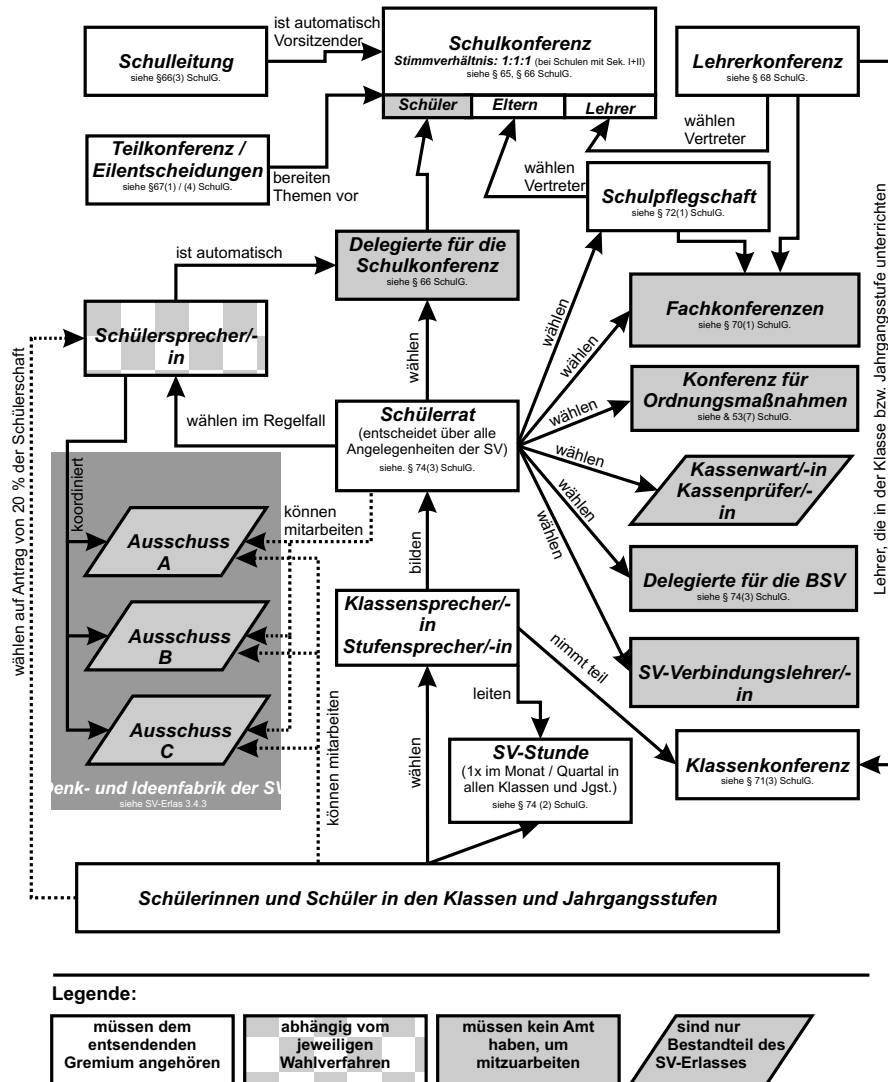 ist automatisch
Vorsitzender
Schulleitung
siehe §66(3) SchulG.
Schulkonferenz
Stimmverhältnis: 1:1:1 (bei Schulen mit Sek. I+II)
siehe § 65, § 66 SchulG.
Schüler
Eltern
Lehrer
Lehrerkonferenz
siehe § 68 SchulG.
Teilkonferenz /
Eilentscheidungen
siehe §67(1) / (4) SchulG.
bereiten
Themen vor
wählen
Vertreter
wählen
Vertreter
Schulpflegschaft
siehe § 72(1) SchulG.
ist automatisch
Delegierte für die
Schulkonferenz
siehe § 66 SchulG.
Fachkonferenzen
siehe § 70(1) SchulG.
Schülersprecher/-
in
wählen
wählen
wählen
Konferenz für
Ordnungsmaßnahmen
siehe & 53(7) SchulG.
wählen im Regelfall
Schülerrat
(entscheidet über alle
Angelegenheiten der SV)
siehe. § 74(3) SchulG.
wählen
wählen
wählen
wählen
Kassenwart/-in
Kassenprüfer/-
in
koordiniert
können
mitarbeiten
Ausschuss
A
bilden
Delegierte für die BSV
siehe § 74(3) SchulG.
Klassensprecher/-
in
Stufensprecher/-in
Ausschuss
B
nimmt teil
SV-Verbindungslehrer/-
in
leiten
Ausschuss
C
können mitarbeiten
wählen
SV-Stunde
(1x im Monat / Quartal in
allen Klassen und Jgst.)
siehe § 74 (2) SchulG.
Klassenkonferenz
siehe § 71(3) SchulG.
Denk- und Ideenfabrik der SV
siehe SV-Erlas 3.4.3
wählen auf Antrag von 20 % der Schülerschaft
Lehrer, die in der Klasse bzw. Jahrgangsstufe unterrichten
Schülerinnen und Schüler in den Klassen und Jahrgangsstufen
Legende:
müssen dem
entsendenden
Gremium angehören
abhängig vom
jeweiligen
Wahlverfahren
müssen kein Amt
haben, um
mitzuarbeiten
sind nur
Bestandteil des
SV-Erlasses